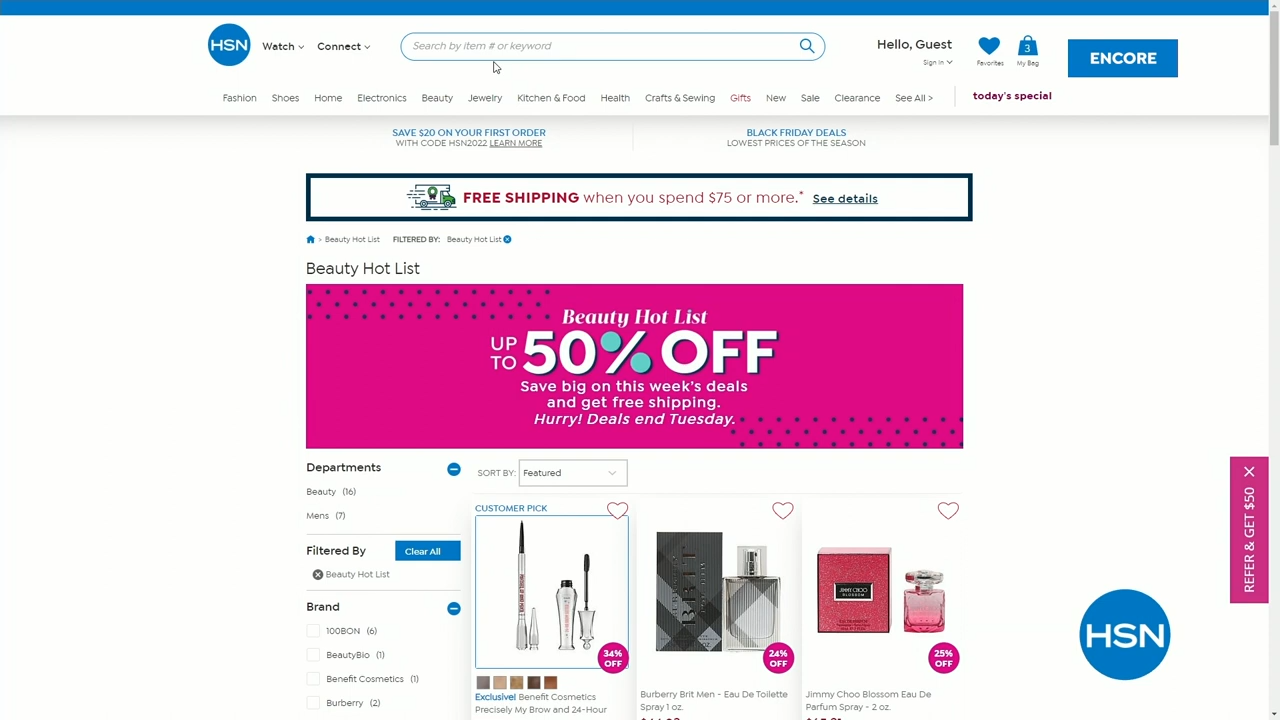 HSN
Watch
Connect
Search by item # or keyword
Hello, Guest
Sign In
Favorites
3
My Bag
ENCORE
Fashion
Shoes
Home
Electronics
Beauty
Jewelry
Kitchen & Food
Health
Crafts & Sewing
Gifts
New
Sale
Clearance
See All >
today's special
SAVE $20 ON YOUR FIRST ORDER
WITH CODE HSN2022 LEARN MORE
BLACK FRIDAY DEALS
LOWEST PRICES OF THE SEASON
FREE SHIPPING when you spend $75 or more.* See details
> Beauty Hot List
FILTERED BY: Beauty Hot List
Beauty Hot List
Beauty Hot List
UP TO 50% OFF
Save big on this week's deals
and get free shipping.
Hurry! Deals end Tuesday.
Departments
Beauty (16)
Mens (7)
Filtered By
Clear All
Beauty Hot List
Brand
100BON (6)
BeautyBio (1)
Benefit Cosmetics (1)
Burberry (2)
SORT BY: Featured
CUSTOMER PICK
34%
OFF
Exclusive! Benefit Cosmetics
Precisely My Brow and 24-Hour
BRIT
24%
OFF
Burberry Brit Men - Eau De Toilette
Spray 1 oz.
JIMMY CHOO
BLOSSOM
25%
OFF
Jimmy Choo Blossom Eau De
Parfum Spray - 2 oz.
REFER & GET $50
HSN